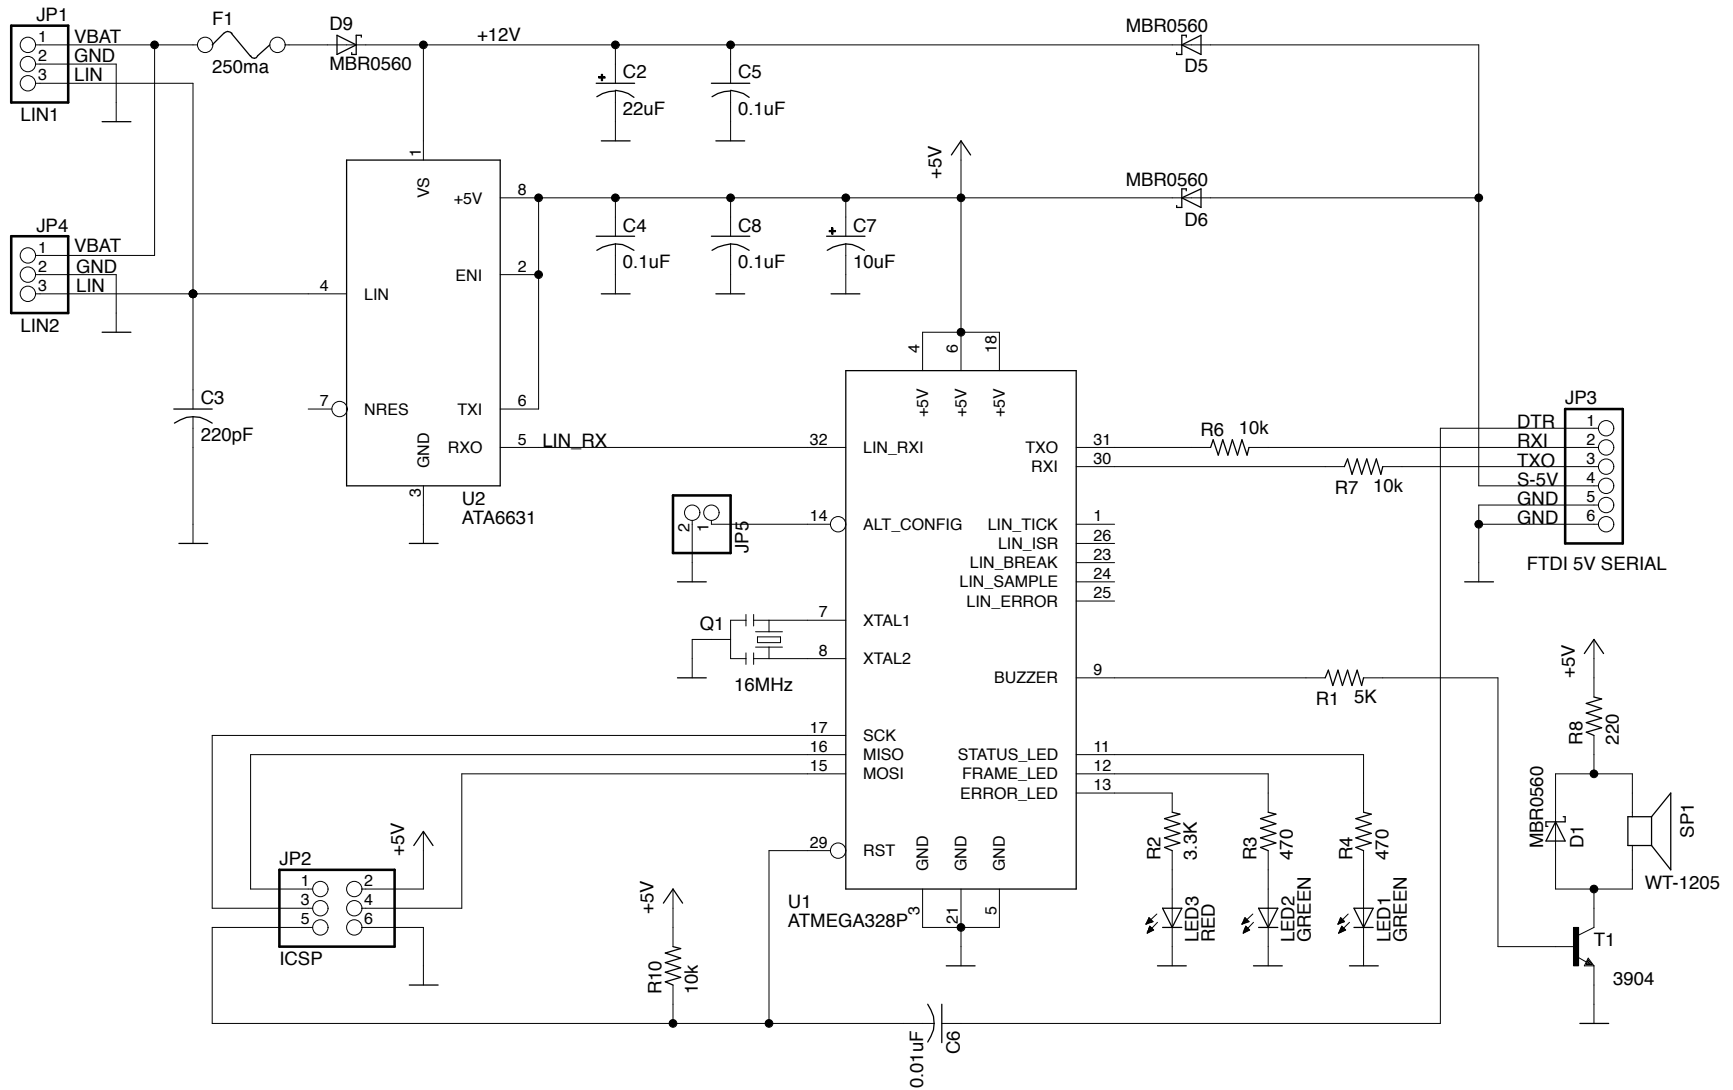 JP1
1 VBAT
2 GND
3 LIN
LIN1
F1
250ma
D9
MBR0560
+12V
C2
22uF
+
C5
0.1uF
MBR0560
D5
JP4
1 VBAT
2 GND
3 LIN
LIN2
C3
220pF
1
VS
+5V 8
ENI 2
4 LIN
7 NRES
TXI 6
RXO 5 LIN_RX
GND
3
U2
ATA6631
C4
0.1uF
C8
0.1uF
+
C7
10uF
+5V
MBR0560
D6
4 6 18
+5V +5V +5V
32 LIN_RXI
TXO 31
RXI 30
R6 10k
R7 10k
JP3
DTR 1
RXI 2
TXO 3
S-5V 4
GND 5
GND 6
FTDI 5V SERIAL
2 1
JP5
14 ALT_CONFIG
LIN_TICK 1
LIN_ISR 26
LIN_BREAK 23
LIN_SAMPLE 24
LIN_ERROR 25
Q1
16MHz
7 XTAL1
8 XTAL2
BUZZER 9
R1 5K
17 SCK
16 MISO
15 MOSI
STATUS_LED 11
FRAME_LED 12
ERROR_LED 13
29 RST
GND GND GND
3 21 5
U1
ATMEGA328P
R2
3.3K
R3
470
R4
470
LED3
RED
LED2
GREEN
LED1
GREEN
+5V
R8
220
MBR0560
D1
SP1
WT-1205
T1
3904
JP2
1 2
3 4
5 6
ICSP
+5V
+5V
R10
10k
0.01uF
C6